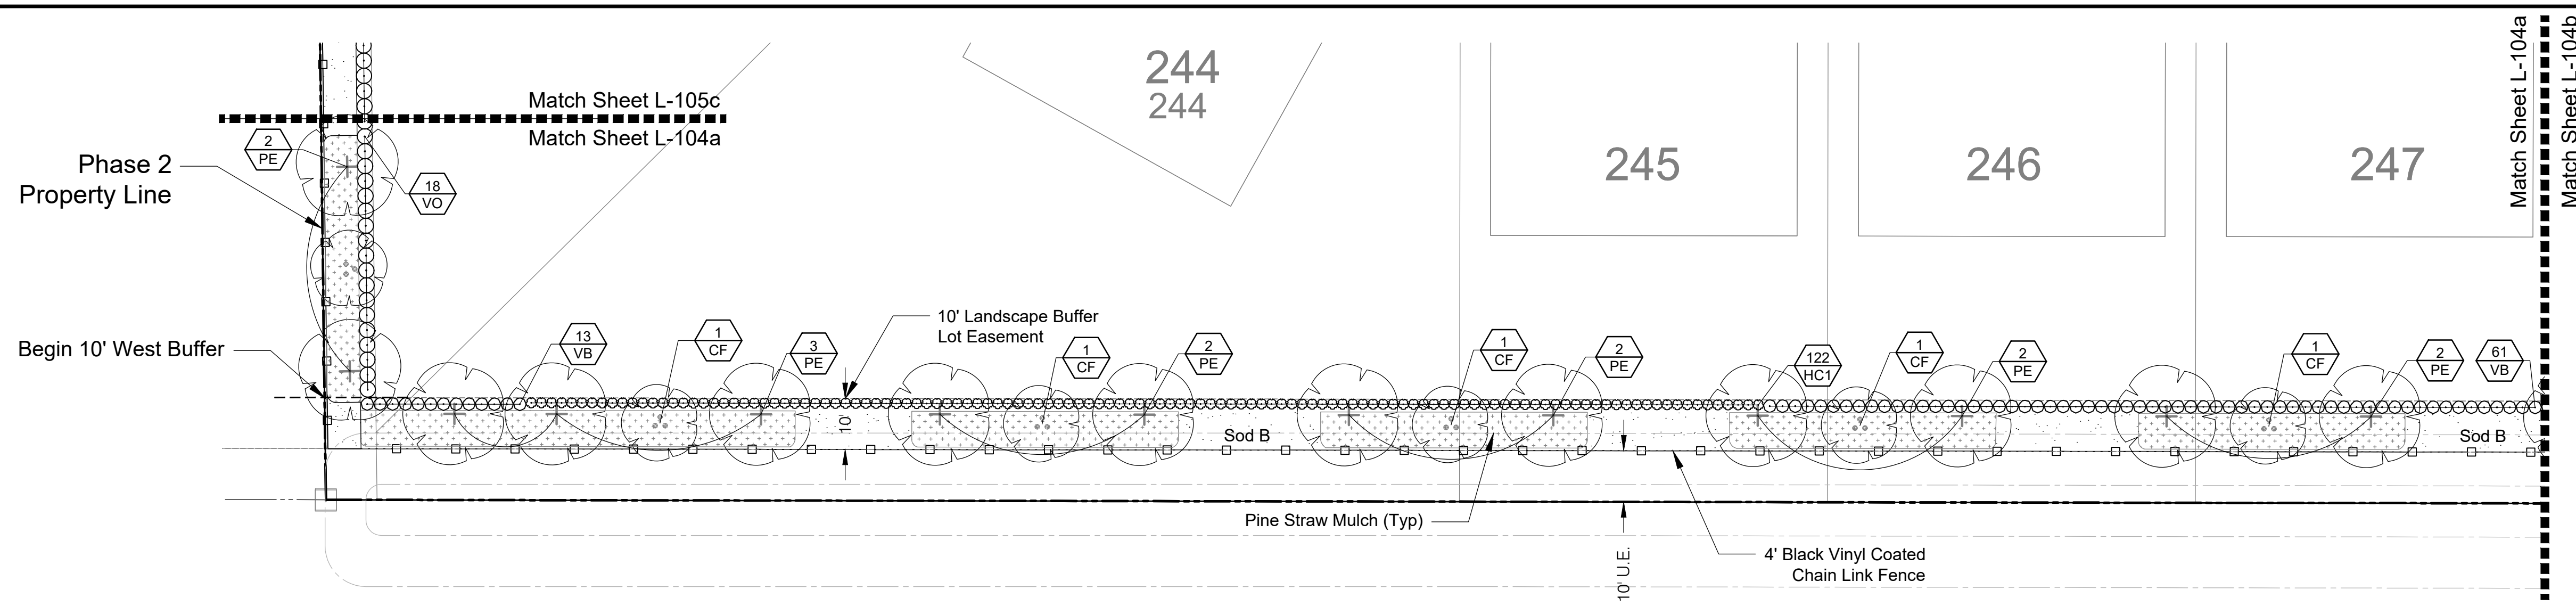 Match Sheet L-104a
Match Sheet L-104b
244
244
Match Sheet L-105c
Match Sheet L-104a
2
PE
Phase 2
Property Line
18
VO
245
246
247
10' Landscape Buffer
Lot Easement
Begin 10' West Buffer
13
VB
1
CF
3
PE
1
CF
2
PE
1
CF
2
PE
122
HC1
1
CF
2
PE
1
CF
2
PE
61
VB
10'
Sod B
Sod B
Pine Straw Mulch (Typ)
10' U.E.
4' Black Vinyl Coated
Chain Link Fence